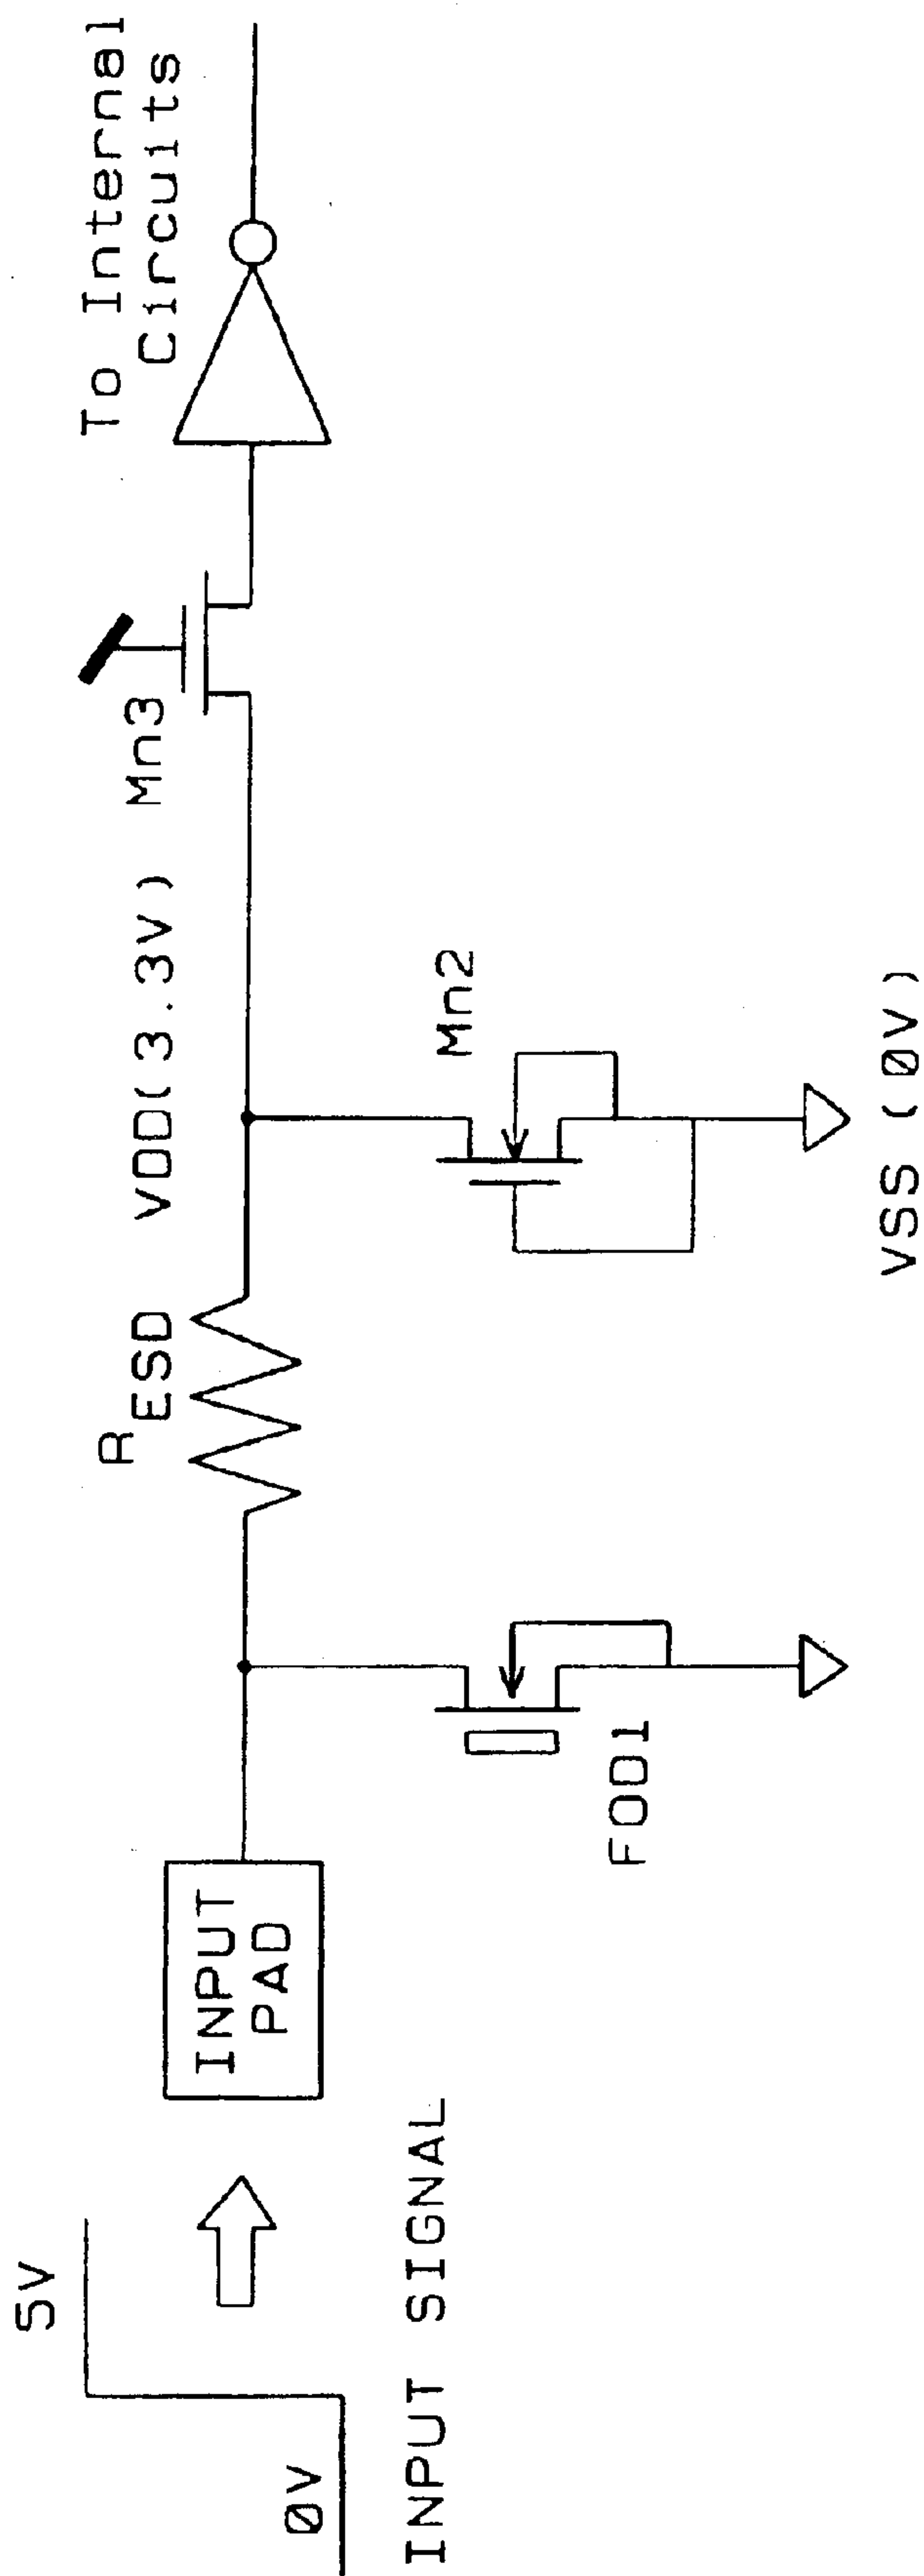 5V
0V
INPUT SIGNAL
INPUT
PAD
FOD1
RESD
VDD(3.3V)
Mn3
Mn2
VSS (0V)
To Internal
Circuits